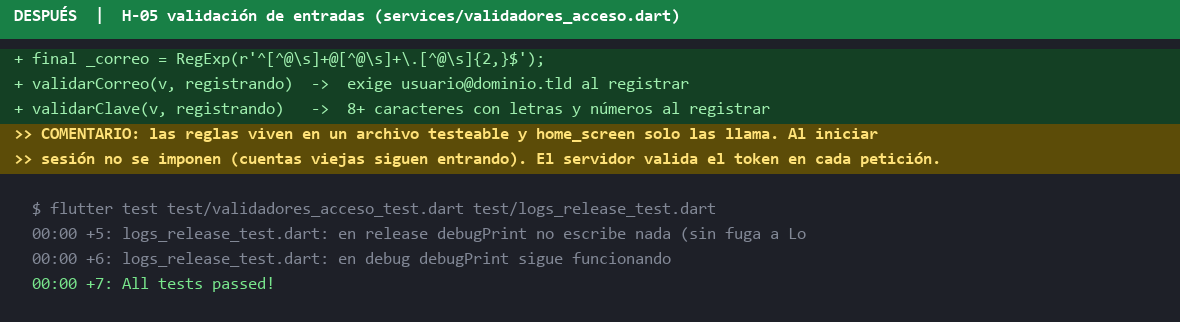 DESPUÉS | H-05 validación de entradas (services/validadores_acceso.dart)
+ final _correo = RegExp(r'^[^@\s]+@[^@\s]+\.[^@\s]{2,}$');
+ validarCorreo(v, registrando)  ->  exige usuario@dominio.tld al registrar
+ validarClave(v, registrando)   ->  8+ caracteres con letras y números al registrar
>> COMENTARIO: las reglas viven en un archivo testeable y home_screen solo las llama. Al iniciar
>> sesión no se imponen (cuentas viejas siguen entrando). El servidor valida el token en cada petición.
$ flutter test test/validadores_acceso_test.dart test/logs_release_test.dart
00:00 +5: logs_release_test.dart: en release debugPrint no escribe nada (sin fuga a Lo
00:00 +6: logs_release_test.dart: en debug debugPrint sigue funcionando
00:00 +7: All tests passed!